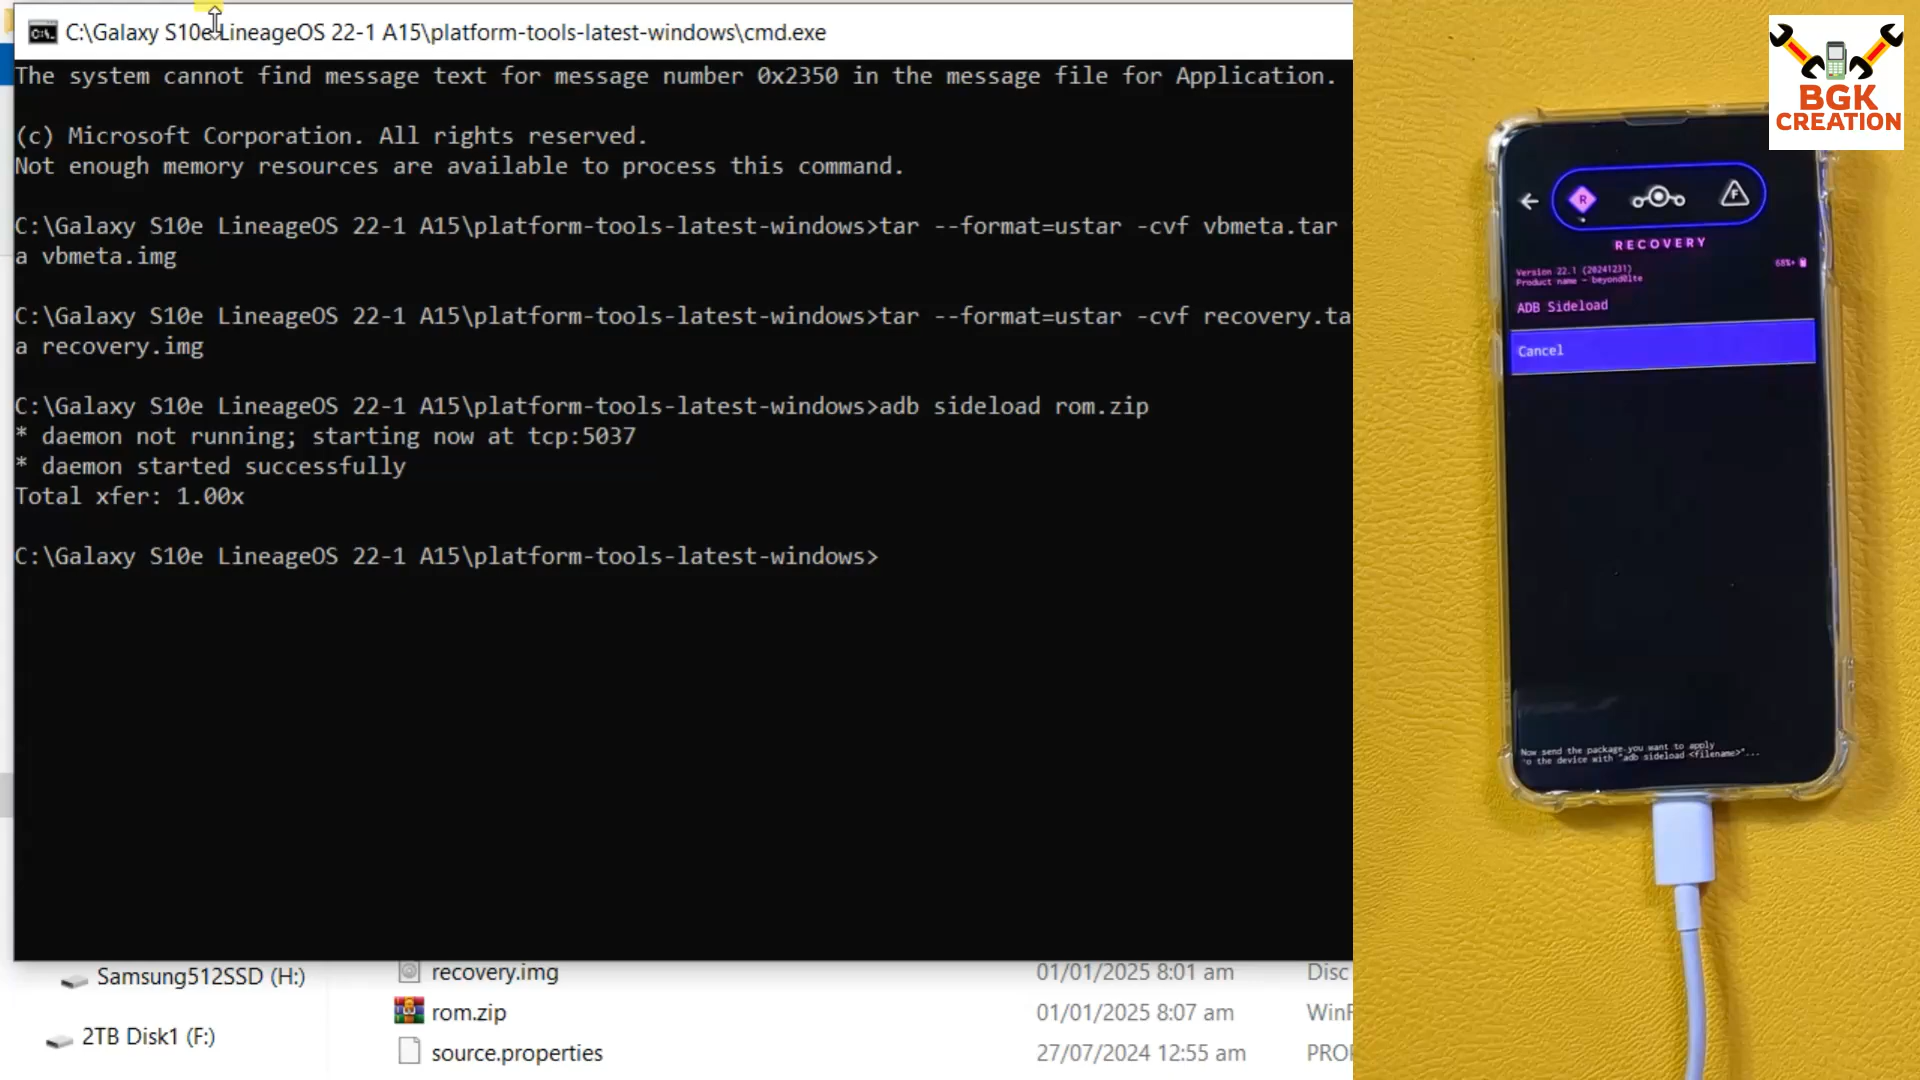 C:\Galaxy S10e LineageOS 22-1 A15\platform-tools-latest-windows\cmd.exe
The system cannot find message text for message number 0x2350 in the message file for Application.
(c) Microsoft Corporation. All rights reserved.
Not enough memory resources are available to process this command.
C:\Galaxy S10e LineageOS 22-1 A15\platform-tools-latest-windows>tar --format=ustar -cvf vbmeta.tar
a vbmeta.img
C:\Galaxy S10e LineageOS 22-1 A15\platform-tools-latest-windows>tar --format=ustar -cvf recovery.ta
a recovery.img
C:\Galaxy S10e LineageOS 22-1 A15\platform-tools-latest-windows>adb sideload rom.zip
* daemon not running; starting now at tcp:5037
* daemon started successfully
Total xfer: 1.00x
C:\Galaxy S10e LineageOS 22-1 A15\platform-tools-latest-windows>
Samsung512SSD (H:)
2TB Disk1 (F:)
recovery.img 01/01/2025 8:01 am Disc
rom.zip 01/01/2025 8:07 am WinR
source.properties 27/07/2024 12:55 am PROP
BGK
CREATION
R
F
RECOVERY
Version 22.1 (20241231)
Product name - beyond0lte
68%+
ADB Sideload
Cancel
Now send the package you want to apply
to the device with "adb sideload <filename>"...